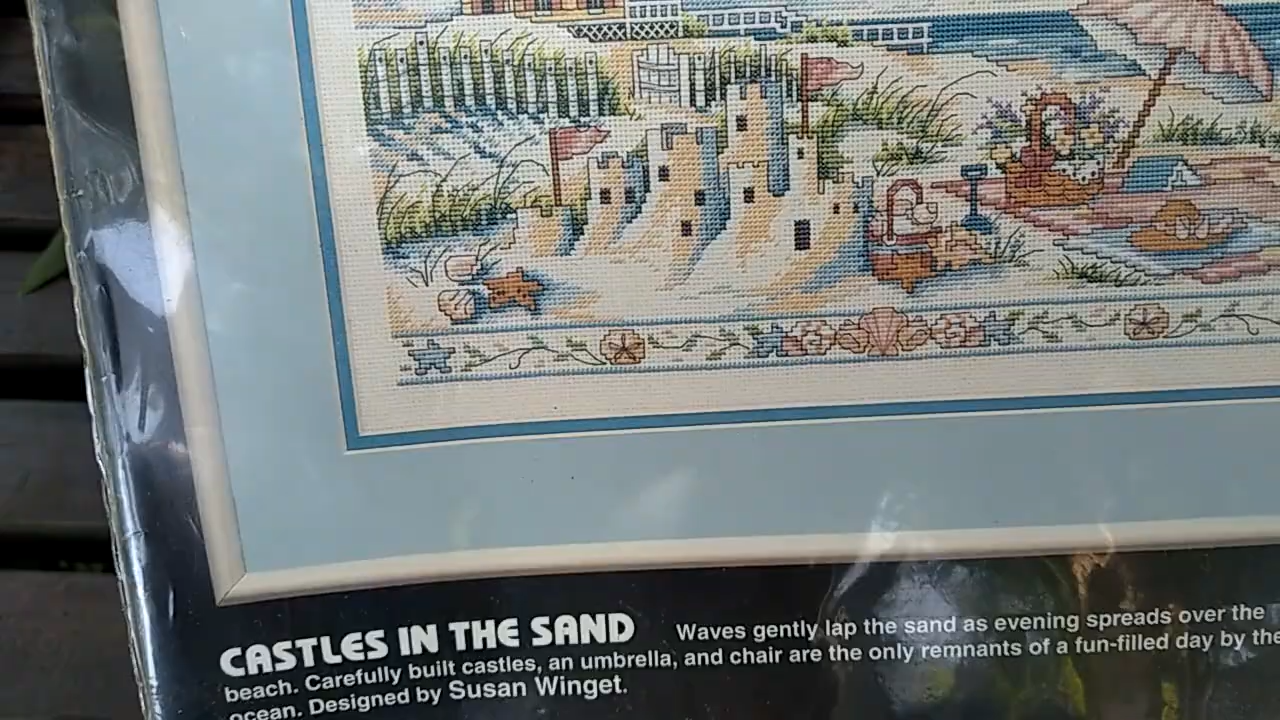 CASTLES IN THE SAND Waves gently lap the sand as evening spreads over the
beach. Carefully built castles, an umbrella, and chair are the only remnants of a fun-filled day by the
ocean. Designed by Susan Winget.